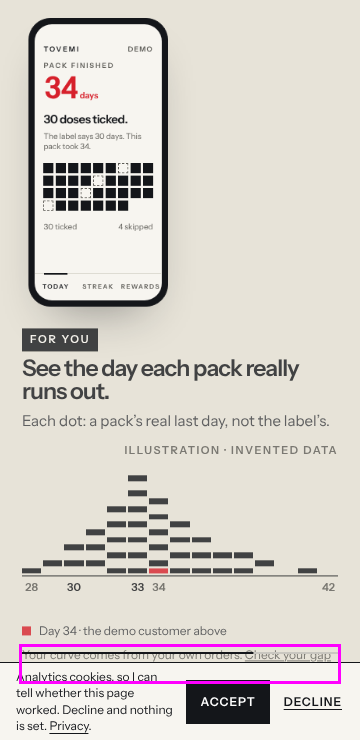 TOVEMI DEMO
PACK FINISHED
34 days
30 doses ticked.
The label says 30 days. This
pack took 34.
30 ticked 4 skipped
TODAY STREAK REWARDS
FOR YOU
See the day each pack really
runs out.
Each dot: a pack’s real last day, not the label’s.
ILLUSTRATION · INVENTED DATA
28 30 33 34 42
Day 34 · the demo customer above
Your curve comes from your own orders. Check your gap
Analytics cookies, so I can
tell whether this page
worked. Decline and nothing
is set. Privacy.
ACCEPT
DECLINE